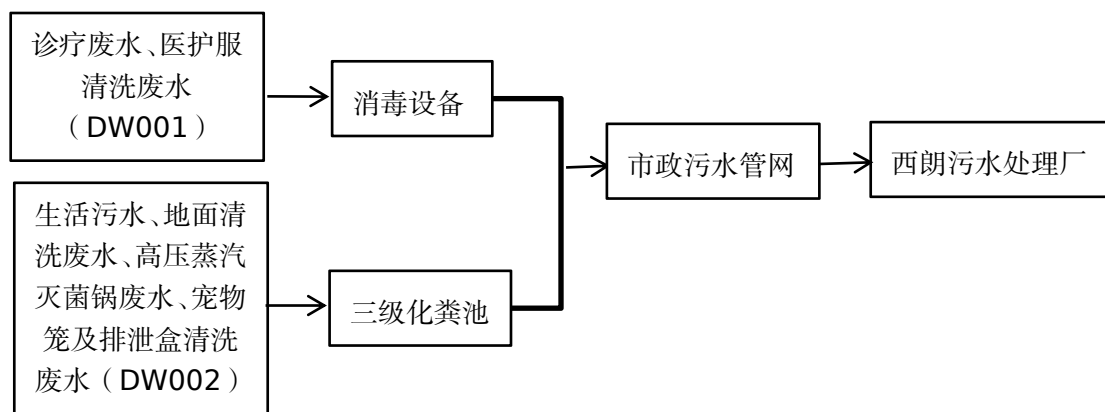 诊疗废水、医护服
清洗废水
（DW001）
消毒设备
市政污水管网
西朗污水处理厂
生活污水、地面清
洗废水、高压蒸汽
灭菌锅废水、宠物
笼及排泄盒清洗
废水（DW002）
三级化粪池